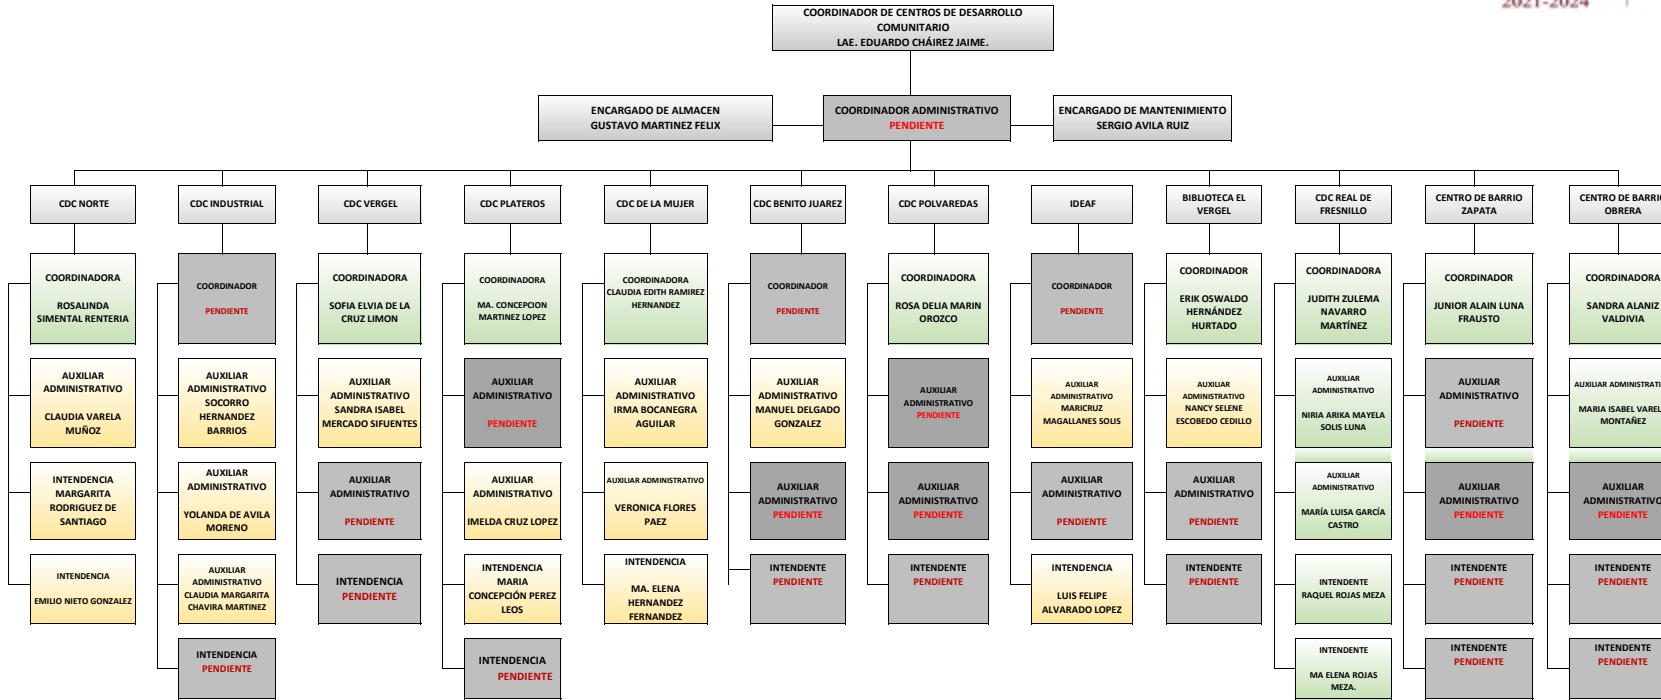 2021-2024
COORDINADOR DE CENTROS DE DESARROLLO
COMUNITARIO
LAE. EDUARDO CHÁIREZ JAIME.
ENCARGADO DE ALMACEN
GUSTAVO MARTINEZ FELIX
COORDINADOR ADMINISTRATIVO
PENDIENTE
ENCARGADO DE MANTENIMIENTO
SERGIO AVILA RUIZ
CDC NORTE
COORDINADORA
ROSALINDA
SIMENTAL RENTERIA
AUXILIAR
ADMINISTRATIVO
CLAUDIA VARELA
MUÑOZ
INTENDENCIA
MARGARITA
RODRIGUEZ DE
SANTIAGO
INTENDENCIA
EMILIO NIETO GONZALEZ
CDC INDUSTRIAL
COORDINADOR
PENDIENTE
AUXILIAR
ADMINISTRATIVO
SOCORRO
HERNANDEZ
BARRIOS
AUXILIAR
ADMINISTRATIVO
YOLANDA DE AVILA
MORENO
AUXILIAR
ADMINISTRATIVO
CLAUDIA MARGARITA
CHAVIRA MARTINEZ
INTENDENCIA
PENDIENTE
CDC VERGEL
COORDINADORA
SOFIA ELVIA DE LA
CRUZ LIMON
AUXILIAR
ADMINISTRATIVO
SANDRA ISABEL
MERCADO SIFUENTES
AUXILIAR
ADMINISTRATIVO
PENDIENTE
INTENDENCIA
PENDIENTE
CDC PLATEROS
COORDINADORA
MA. CONCEPCION
MARTINEZ LOPEZ
AUXILIAR
ADMINISTRATIVO
PENDIENTE
AUXILIAR
ADMINISTRATIVO
IMELDA CRUZ LOPEZ
INTENDENCIA
MARIA
CONCEPCIÓN PEREZ
LEOS
INTENDENCIA
PENDIENTE
CDC DE LA MUJER
COORDINADORA
CLAUDIA EDITH RAMIREZ
HERNANDEZ
AUXILIAR
ADMINISTRATIVO
IRMA BOCANEGRA
AGUILAR
AUXILIAR ADMINISTRATIVO
VERONICA FLORES
PAEZ
INTENDENCIA
MA. ELENA
HERNANDEZ
FERNANDEZ
CDC BENITO JUAREZ
COORDINADOR
PENDIENTE
AUXILIAR
ADMINISTRATIVO
MANUEL DELGADO
GONZALEZ
AUXILIAR
ADMINISTRATIVO
PENDIENTE
INTENDENTE
PENDIENTE
CDC POLVAREDAS
COORDINADORA
ROSA DELIA MARIN
OROZCO
AUXILIAR
ADMINISTRATIVO
PENDIENTE
AUXILIAR
ADMINISTRATIVO
PENDIENTE
INTENDENTE
PENDIENTE
IDEAF
COORDINADOR
PENDIENTE
AUXILIAR
ADMINISTRATIVO
MARICRUZ
MAGALLANES SOLIS
AUXILIAR
ADMINISTRATIVO
PENDIENTE
INTENDENCIA
LUIS FELIPE
ALVARADO LOPEZ
BIBLIOTECA EL
VERGEL
COORDINADOR
ERIK OSWALDO
HERNÁNDEZ
HURTADO
AUXILIAR
ADMINISTRATIVO
NANCY SELENE
ESCOBEDO CEDILLO
AUXILIAR
ADMINISTRATIVO
PENDIENTE
INTENDENTE
PENDIENTE
CDC REAL DE
FRESNILLO
COORDINADORA
JUDITH ZULEMA
NAVARRO
MARTÍNEZ
AUXILIAR
ADMINISTRATIVO
NIRIA ARIKA MAYELA
SOLIS LUNA
AUXILIAR
ADMINISTRATIVO
MARÍA LUISA GARCÍA
CASTRO
INTENDENTE
RAQUEL ROJAS MEZA
INTENDENTE
MA ELENA ROJAS
MEZA.
CENTRO DE BARRIO
ZAPATA
COORDINADOR
JUNIOR ALAIN LUNA
FRAUSTO
AUXILIAR
ADMINISTRATIVO
PENDIENTE
AUXILIAR
ADMINISTRATIVO
PENDIENTE
INTENDENTE
PENDIENTE
INTENDENTE
PENDIENTE
CENTRO DE BARRIO
OBRERA
COORDINADORA
SANDRA ALANIZ
VALDIVIA
AUXILIAR ADMINISTRATIV
MARIA ISABEL VAREL
MONTAÑEZ
AUXILIAR
ADMINISTRATIVO
PENDIENTE
INTENDENTE
PENDIENTE
INTENDENTE
PENDIENTE